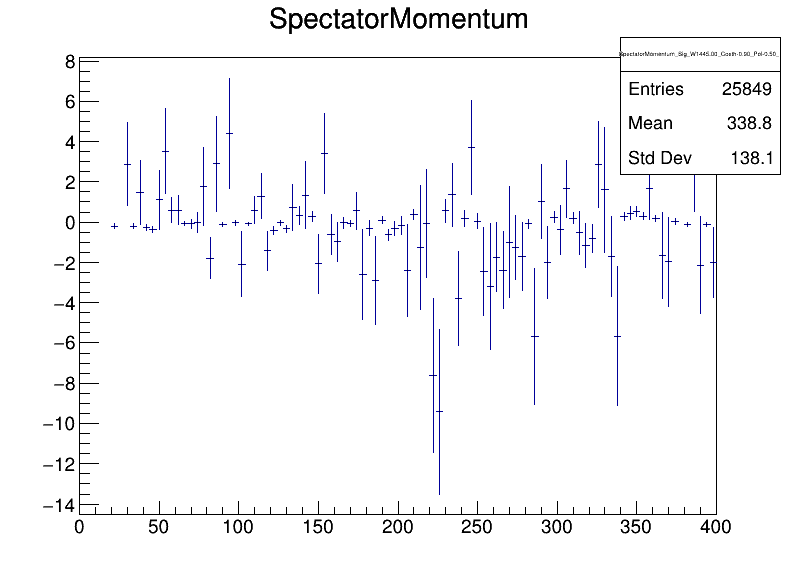 SpectatorMomentum
SpectatorMomentum_Sig_W1445.00_Costh-0.90_Pol-0.50_
Entries 25849
Mean 338.8
Std Dev 138.1
8
6
4
2
0
−2
−4
−6
−8
−10
−12
−14
0 50 100 150 200 250 300 350 400